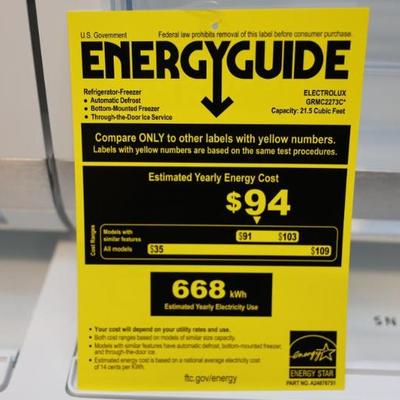 U.S. Government
Federal law prohibits removal of this label before consumer purchase.
ENERGYGUIDE
Refrigerator-Freezer
• Automatic Defrost
• Bottom-Mounted Freezer
• Through-the-Door Ice Service
ELECTROLUX
GRMC2273C*
Capacity: 21.5 Cubic Feet
Compare ONLY to other labels with yellow numbers.
Labels with yellow numbers are based on the same test procedures.
Estimated Yearly Energy Cost
$94
Cost Ranges
Models with
similar features
$91 $103
All models
$35 $109
668 kWh
Estimated Yearly Electricity Use
• Your cost will depend on your utility rates and use.
• Both cost ranges based on models of similar size capacity.
• Models with similar features have automatic defrost, bottom-mounted freezer,
and through-the-door ice.
• Estimated energy cost is based on a national average electricity cost
of 14 cents per KWh.
ftc.gov/energy
energy
ENERGY STAR
PART NO. A24876751
SN